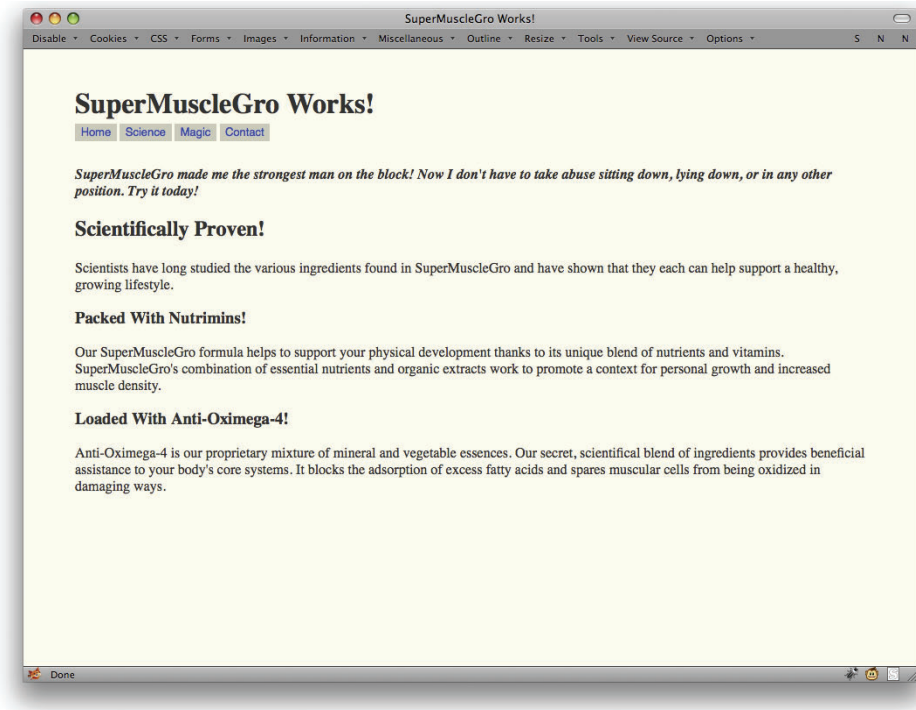 SuperMuscleGro Works!
Disable Cookies CSS Forms Images Information Miscellaneous Outline Resize Tools View Source Options S N N
SuperMuscleGro Works!
Home Science Magic Contact
SuperMuscleGro made me the strongest man on the block! Now I don't have to take abuse sitting down, lying down, or in any other
position. Try it today!
Scientifically Proven!
Scientists have long studied the various ingredients found in SuperMuscleGro and have shown that they each can help support a healthy,
growing lifestyle.
Packed With Nutrimins!
Our SuperMuscleGro formula helps to support your physical development thanks to its unique blend of nutrients and vitamins.
SuperMuscleGro's combination of essential nutrients and organic extracts work to promote a context for personal growth and increased
muscle density.
Loaded With Anti-Oximega-4!
Anti-Oximega-4 is our proprietary mixture of mineral and vegetable essences. Our secret, scientifical blend of ingredients provides beneficial
assistance to your body's core systems. It blocks the adsorption of excess fatty acids and spares muscular cells from being oxidized in
damaging ways.
Done